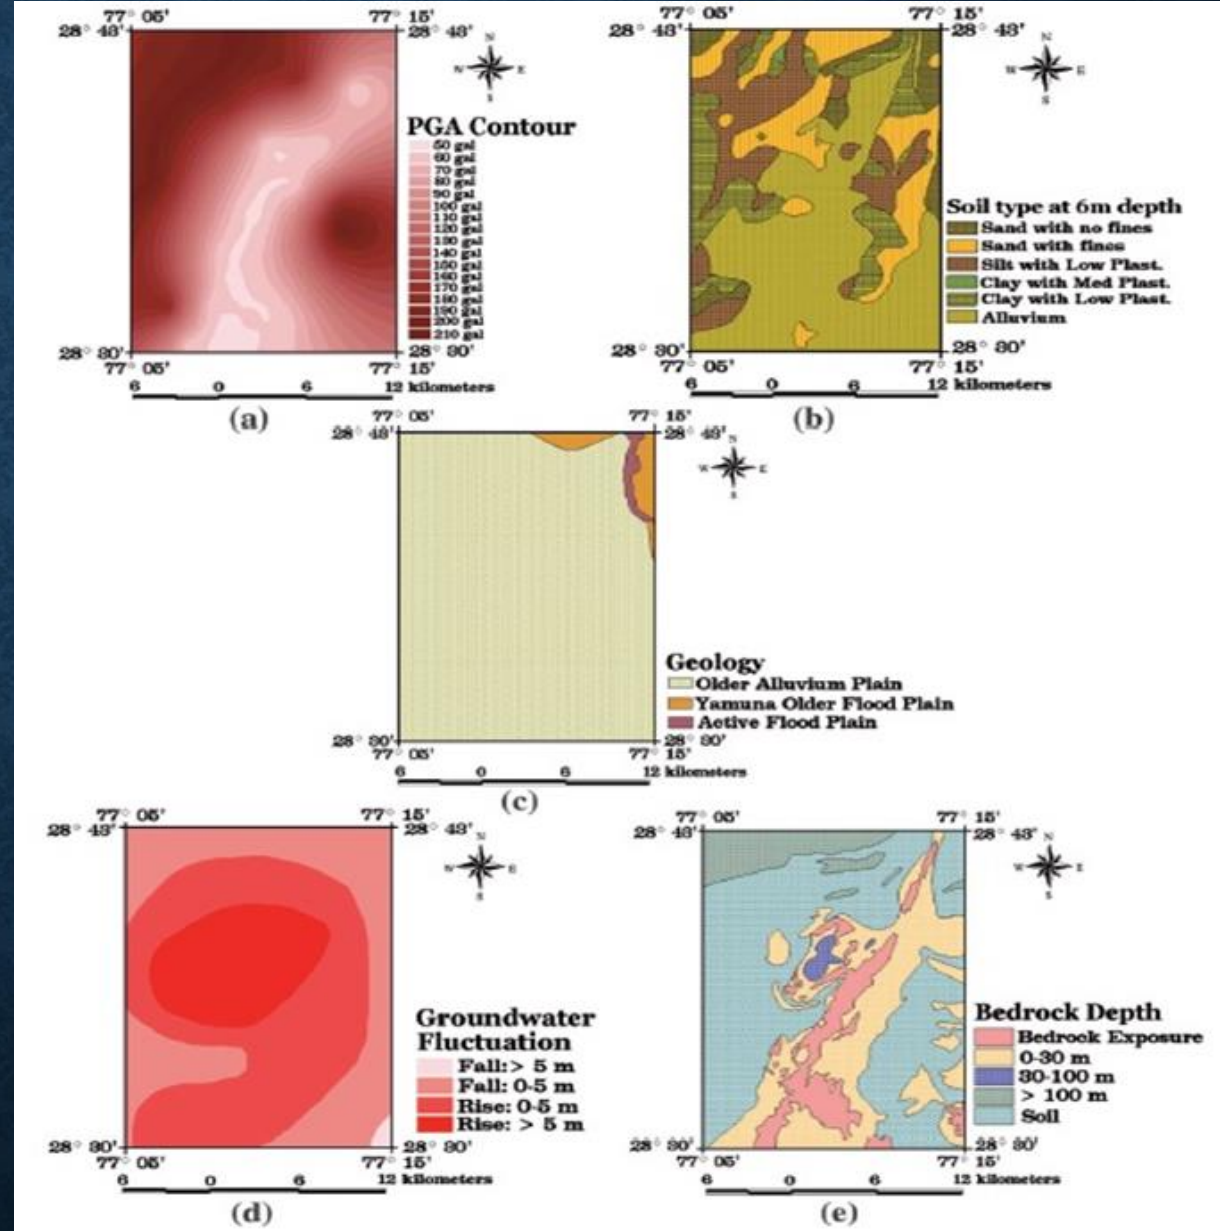 77° 05' 77° 15'
28° 43' 28° 43'
N
N E
S
PGA Contour
50 gal
60 gal
70 gal
80 gal
90 gal
100 gal
110 gal
120 gal
130 gal
140 gal
150 gal
160 gal
170 gal
180 gal
190 gal
200 gal
210 gal
28° 30' 28° 30'
77° 05' 77° 15'
6 0 6 12 kilometers
(a)
77° 05' 77° 15'
28° 43' 28° 43'
N
W E
S
Soil type at 6m depth
Sand with no fines
Sand with fines
Silt with Low Plast.
Clay with Med Plast.
Clay with Low Plast.
Alluvium
28° 30' 28° 30'
77° 05' 77° 15'
6 0 6 12 kilometers
(b)
77° 05' 77° 15'
28° 43' 28° 43'
N
W E
S
Geology
Older Alluvium Plain
Yamuna Older Flood Plain
Active Flood Plain
28° 30' 28° 30'
77° 05' 77° 15'
6 0 6 12 kilometers
(c)
77° 05' 77° 15'
28° 43' 28° 43'
N
W E
S
Groundwater
Fluctuation
Fall:> 5 m
Fall: 0-5 m
Rise: 0-5 m
Rise: > 5 m
28° 30' 28° 30'
77° 05' 77° 15'
6 0 6 12 kilometers
(d)
77° 05' 77° 15'
28° 43' 28° 43'
N
W E
S
Bedrock Depth
Bedrock Exposure
0-30 m
30-100 m
> 100 m
Soil
28° 30' 28° 30'
77° 05' 77° 15'
6 0 6 12 kilometers
(e)